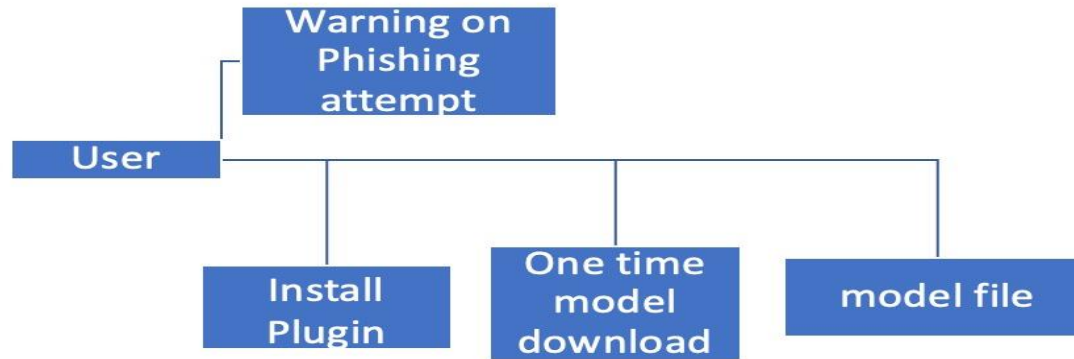 Warning on
Phishing
attempt
User
Install
Plugin
One time
model
download
model file